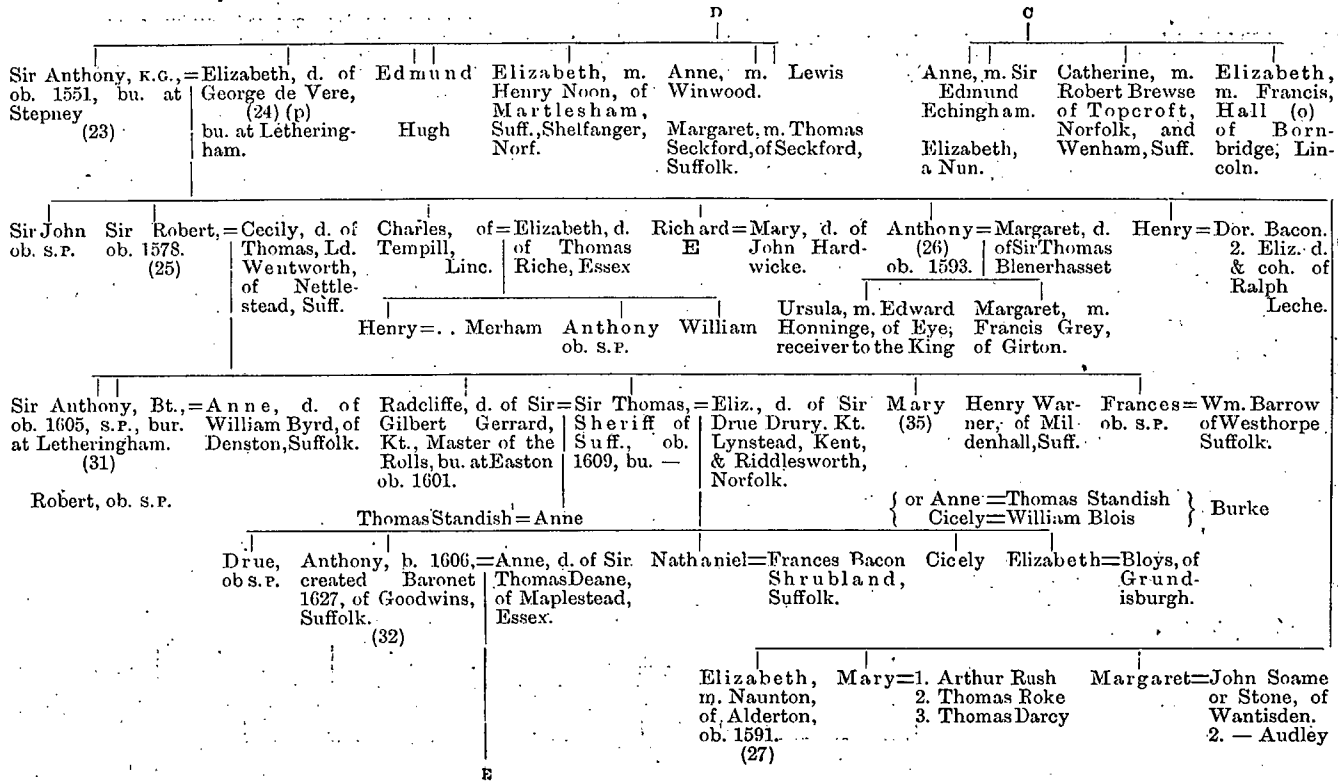 D
C
Sir Anthony, K.G.,=
ob. 1551, bu. at
Stepney
(23)
Elizabeth, d. of
George de Vere,
(24) (p)
bu. at Lethering-
ham.
Edmund
Hugh
Elizabeth, m.
Henry Noon, of
Martlesham,
Suff., Shelfanger,
Norf.
Anne, m.
Winwood.
Margaret, m. Thomas
Seckford, of Seckford,
Suffolk.
Lewis
Anne, m. Sir
Edmund
Echingham.
Elizabeth,
a Nun.
Catherine, m.
Robert Brewse
of Topcroft,
Norfolk, and
Wenham, Suff.
Elizabeth,
m. Francis,
Hall (o)
of Born-
bridge, Lin-
coln.
Sir John
ob. S.P.
Sir Robert,=
ob. 1578.
(25)
Cecily, d. of
Thomas, Ld.
Wentworth,
of Nettle-
stead, Suff.
Charles, of=
Tempill,
Linc.
Elizabeth, d.
of Thomas
Riche, Essex
Richard=
E
Mary, d. of
John Hard-
wicke.
Anthony=
(26)
ob. 1593.
Margaret, d.
of Sir Thomas
Blenerhasset
Henry=
Dor. Bacon.
2. Eliz. d.
& coh. of
Ralph
Leche.
Henry=. . Merham
Anthony
ob. S.P.
William
Ursula, m. Edward
Honninge, of Eye;
receiver to the King
Margaret, m.
Francis Grey,
of Girton.
Sir Anthony, Bt.,=
ob. 1605, S.P., bur.
at Letheringham.
(31)
Robert, ob. S.P.
Anne, d. of
William Byrd, of
Denston, Suffolk.
Radcliffe, d. of Sir=
Gilbert Gerrard,
Kt., Master of the
Rolls, bu. at Easton
ob. 1601.
Sir Thomas,=
Sheriff of
Suff., ob.
1609, bu. —
Eliz., d. of Sir
Drue Drury. Kt.
Lynstead, Kent,
& Riddlesworth,
Norfolk.
Mary
(35)
Henry War-
ner, of Mil-
denhall, Suff.
Frances=
ob. S.P.
Wm. Barrow
of Westhorpe
Suffolk.
Thomas Standish=Anne
{ or Anne=Thomas Standish }
{ Cicely=William Blois }
Burke
Drue,
ob S.P.
Anthony, b. 1606,=
created Baronet
1627, of Goodwins,
Suffolk.
(32)
Anne, d. of Sir
Thomas Deane,
of Maplestead,
Essex.
Nathaniel=
Frances Bacon
Shrubland,
Suffolk.
Cicely
Elizabeth=
Bloys, of
Grund-
isburgh.
Elizabeth,
m. Naunton,
of Alderton,
ob. 1591.
(27)
Mary=1. Arthur Rush
2. Thomas Roke
3. Thomas Darcy
Margaret=
John Soame
or Stone, of
Wantisden.
2. — Audley
E